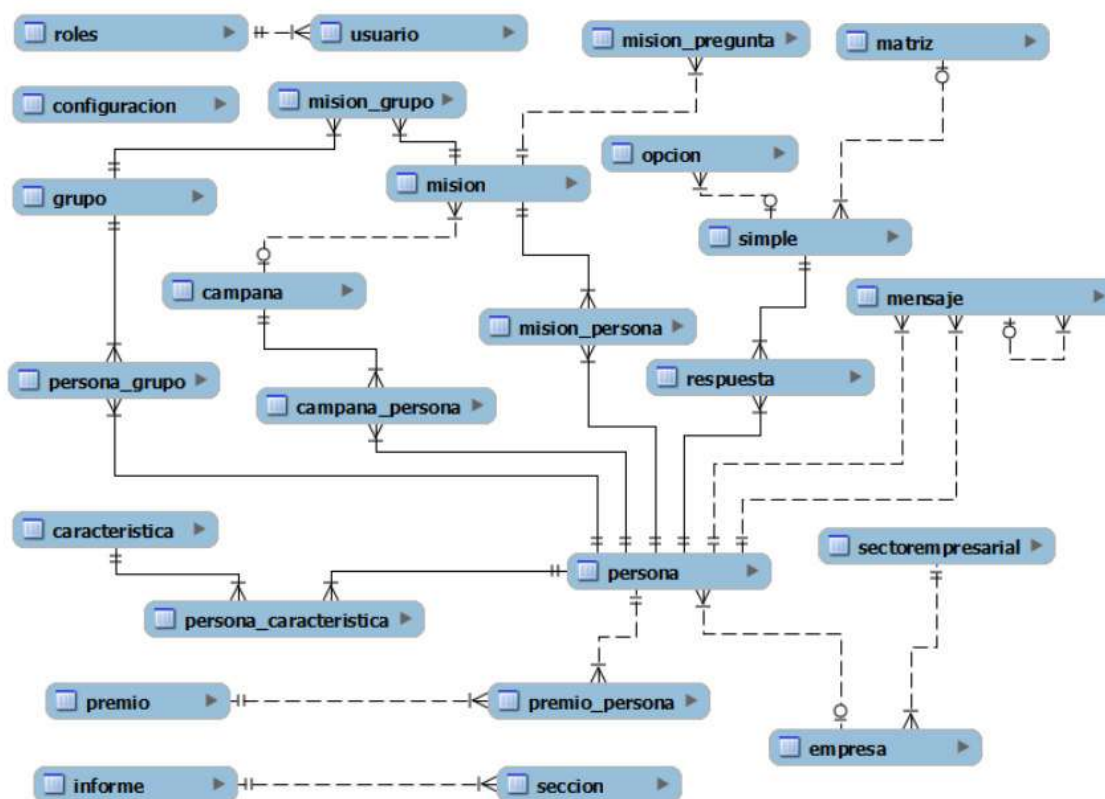 roles
usuario
mision_pregunta
matriz
configuracion
mision_grupo
opcion
grupo
mision
simple
campana
mensaje
mision_persona
persona_grupo
campana_persona
respuesta
caracteristica
sectorempresarial
persona
persona_caracteristica
premio
premio_persona
empresa
informe
seccion